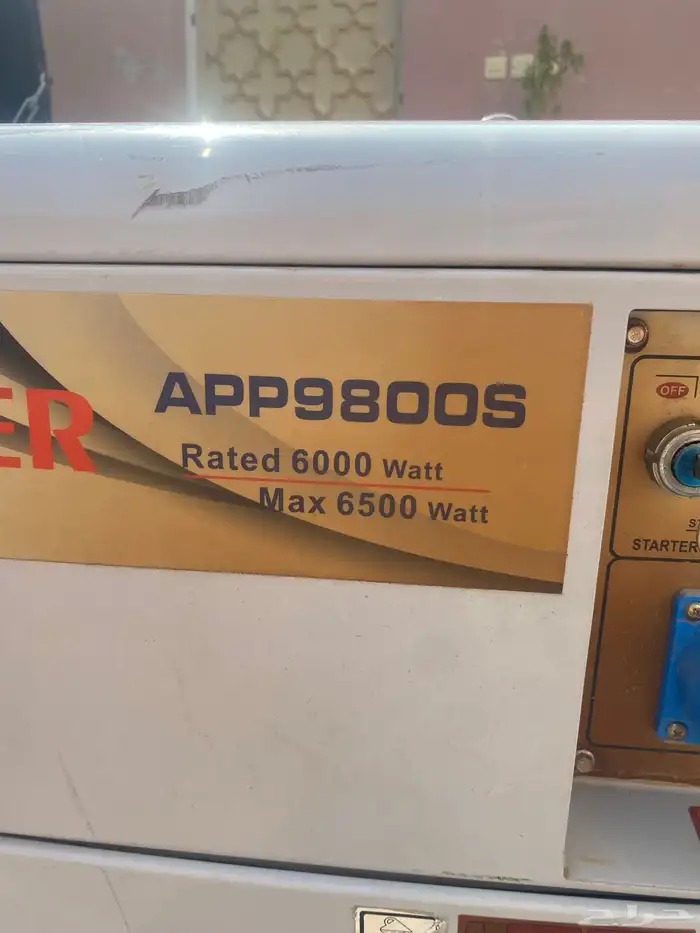 ER
APP9800S
Rated 6000 Watt
Max 6500 Watt
OFF
STARTER
حراج